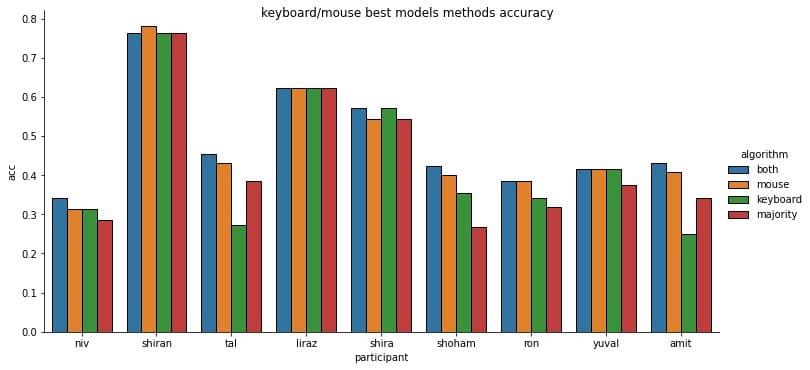 keyboard/mouse best models methods accuracy
acc
0.8
0.7
0.6
0.5
0.4
0.3
0.2
0.1
0.0
niv shiran tal liraz shira shoham ron yuval amit
participant
algorithm
both
mouse
keyboard
majority